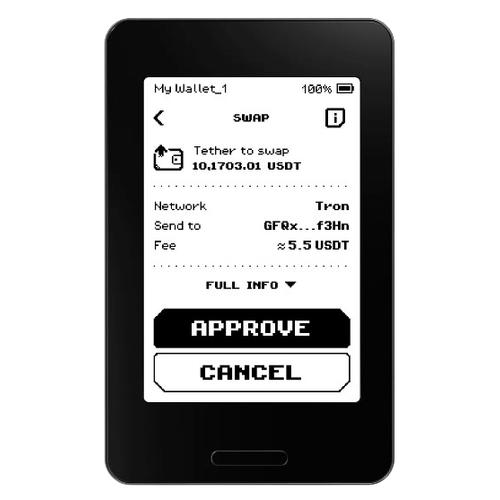 My Wallet_1 100%
SWAP
Tether to swap
10,1703.01 USDT
Network Tron
Send to GFQx...f3Hn
Fee ≈5.5 USDT
FULL INFO ▼
APPROVE
CANCEL